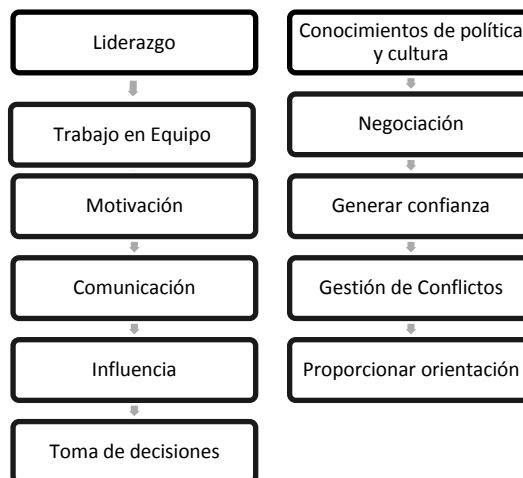 Liderazgo
Trabajo en Equipo
Motivación
Comunicación
Influencia
Toma de decisiones
Conocimientos de política
y cultura
Negociación
Generar confianza
Gestión de Conflictos
Proporcionar orientación